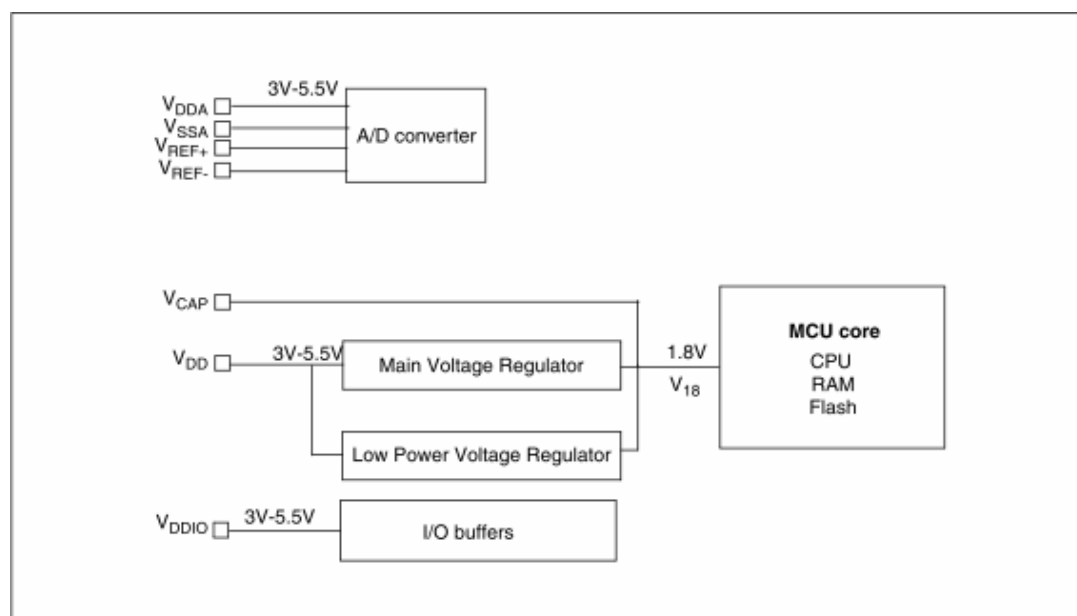 3V-5.5V
VDDA
VSSA
VREF+
VREF-
A/D converter
VCAP
VDD
3V-5.5V
Main Voltage Regulator
1.8V
V18
MCU core
CPU
RAM
Flash
Low Power Voltage Regulator
VDDIO
3V-5.5V
I/O buffers